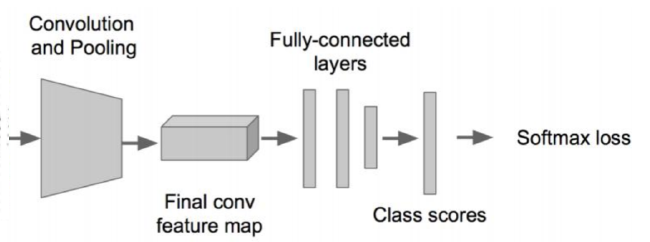 Convolution
and Pooling
Fully-connected
layers
Softmax loss
Final conv
feature map
Class scores